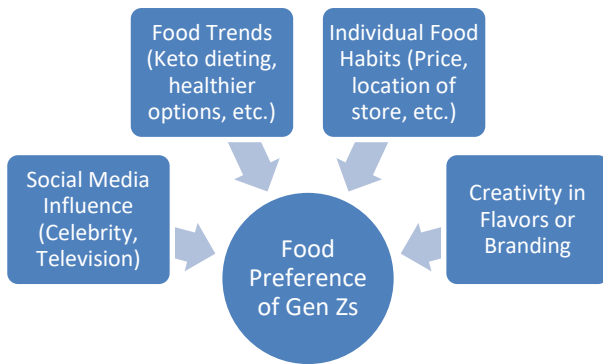 Food Trends
(Keto dieting,
healthier
options, etc.)
Individual Food
Habits (Price,
location of
store, etc.)
Social Media
Influence
(Celebrity,
Television)
Creativity in
Flavors or
Branding
Food
Preference
of Gen Zs